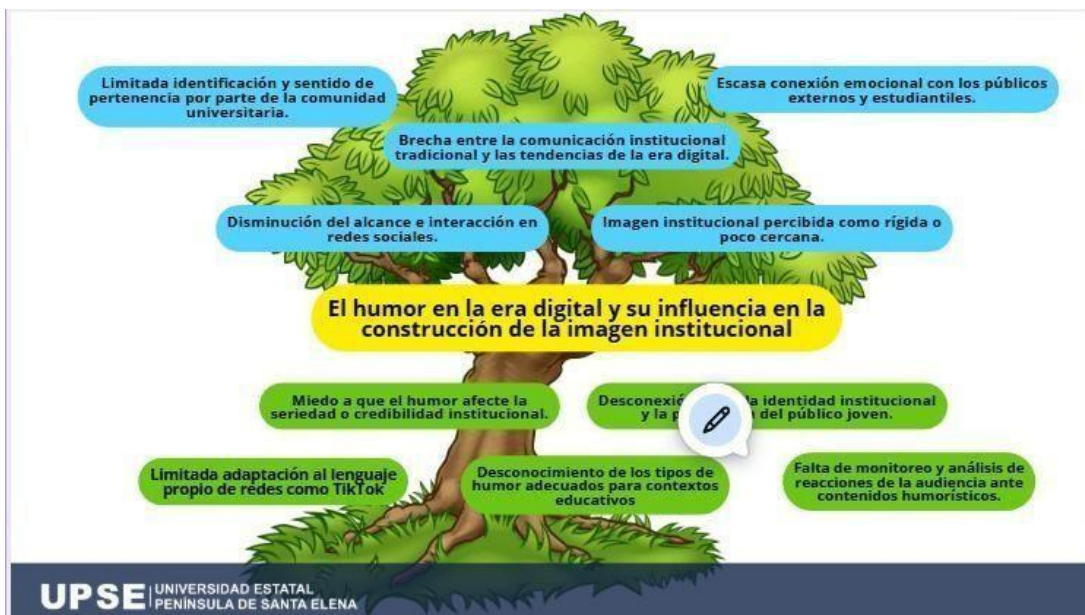 Limitada identificación y sentido de
pertenencia por parte de la comunidad
universitaria.
Escasa conexión emocional con los públicos
externos y estudiantiles.
Brecha entre la comunicación institucional
tradicional y las tendencias de la era digital.
Disminución del alcance e interacción en
redes sociales.
Imagen institucional percibida como rígida o
poco cercana.
El humor en la era digital y su influencia en la
construcción de la imagen institucional
Miedo a que el humor afecte la
seriedad o credibilidad institucional.
la identidad institucional
y la del público joven.
Limitada adaptación al lenguaje
propio de redes como TikTok
Desconocimiento de los tipos de
humor adecuados para contextos
educativos
Falta de monitoreo y análisis de
reacciones de la audiencia ante
contenidos humorísticos.
UPSE
UNIVERSIDAD ESTATAL
PENÍNSULA DE SANTA ELENA